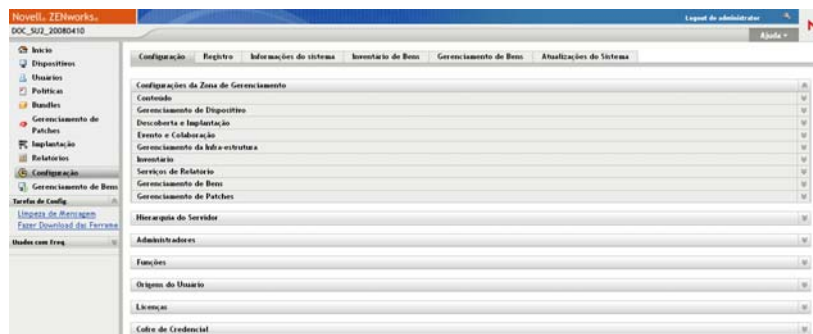 Novell® ZENworks®
Logout de administrator
DOC_SU2_20080410
Ajuda
Início
Dispositivos
Usuários
Políticas
Bundles
Gerenciamento de Patches
Implantação
Relatórios
Configuração
Gerenciamento de Bens
Tarefas de Config
Limpeza de Mensagem
Fazer Download das Ferrame
Usados com Freq.
Configuração Registro Informações do sistema Inventário de Bens Gerenciamento de Bens Atualizações do Sistema
Configurações da Zona de Gerenciamento
Conteúdo
Gerenciamento de Dispositivo
Descoberta e Implantação
Evento e Colaboração
Gerenciamento da Infra-estrutura
Inventário
Serviços de Relatório
Gerenciamento de Bens
Gerenciamento de Patches
Hierarquia do Servidor
Administradores
Funções
Origens do Usuário
Licenças
Cofre de Credencial